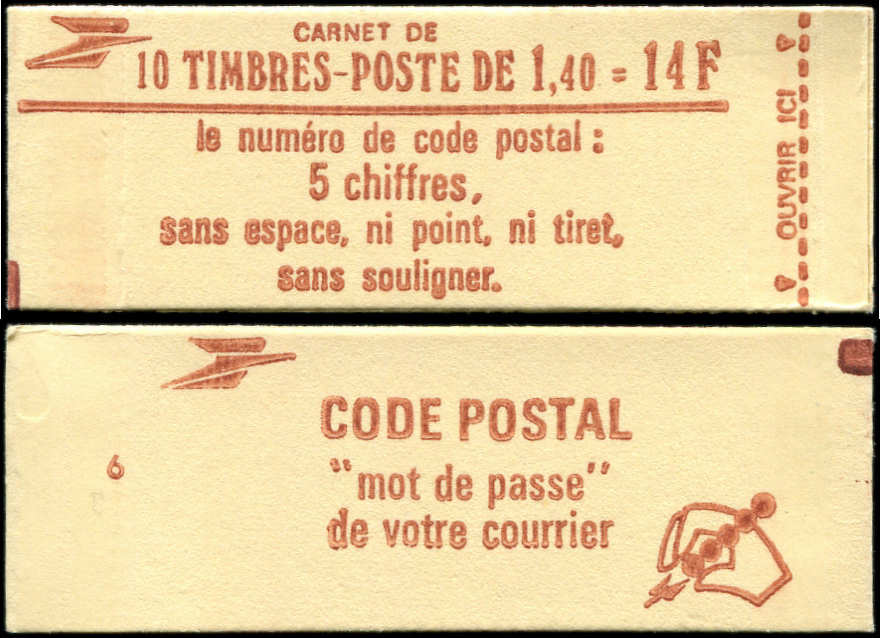 CARNET DE
10 TIMBRES-POSTE DE 1,40 = 14 F
le numéro de code postal :
5 chiffres,
sans espace, ni point, ni tiret,
sans souligner.
OUVRIR ICI
CODE POSTAL
"mot de passe"
de votre courrier
6